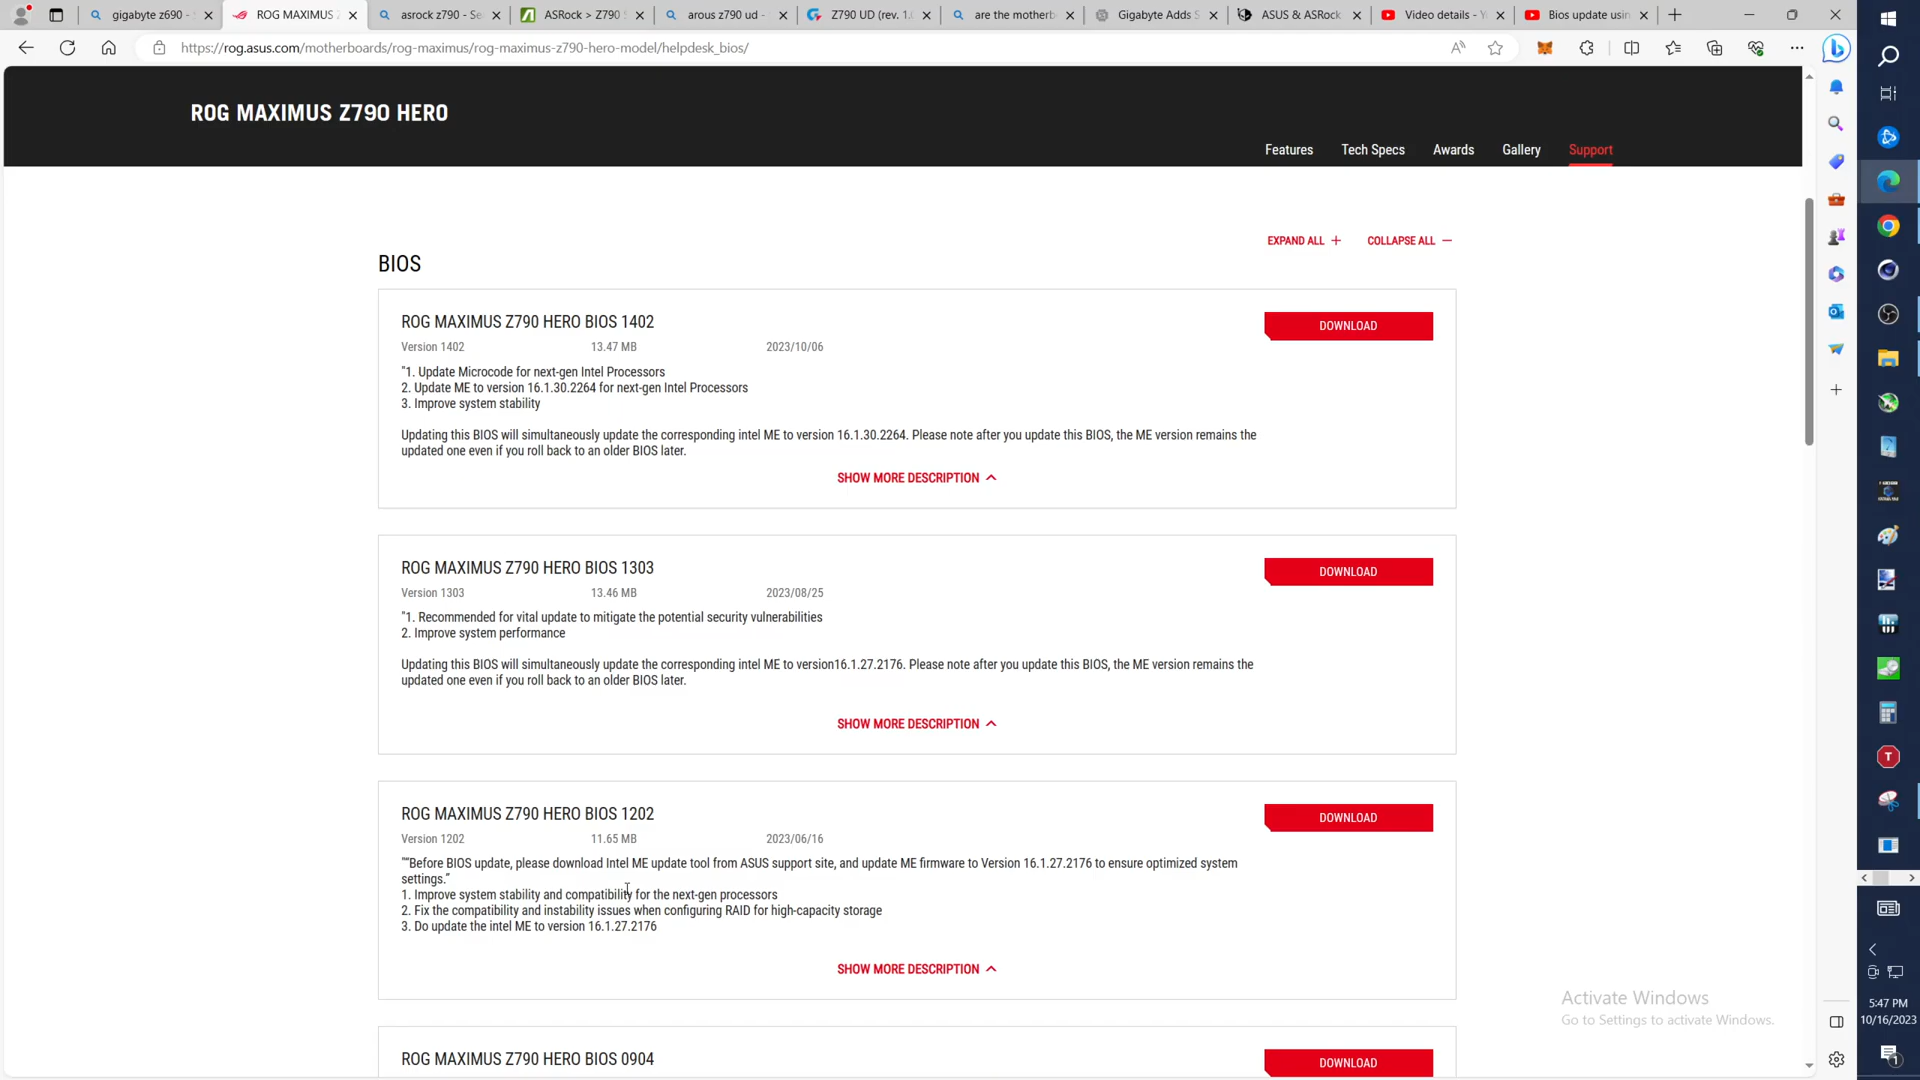 gigabyte z690 - S
ROG MAXIMUS Z
asrock z790 - Se
ASRock > Z790 S
arous z790 ud -
Z790 UD (rev. 1.
are the motherb
Gigabyte Adds S
ASUS & ASRock
Video details - Y
Bios update usin
https://rog.asus.com/motherboards/rog-maximus/rog-maximus-z790-hero-model/helpdesk_bios/
ROG MAXIMUS Z790 HERO
Features Tech Specs Awards Gallery Support
EXPAND ALL + COLLAPSE ALL −
BIOS
ROG MAXIMUS Z790 HERO BIOS 1402
DOWNLOAD
Version 1402 13.47 MB 2023/10/06
"1. Update Microcode for next-gen Intel Processors
2. Update ME to version 16.1.30.2264 for next-gen Intel Processors
3. Improve system stability
Updating this BIOS will simultaneously update the corresponding intel ME to version 16.1.30.2264. Please note after you update this BIOS, the ME version remains the
updated one even if you roll back to an older BIOS later.
SHOW MORE DESCRIPTION
ROG MAXIMUS Z790 HERO BIOS 1303
DOWNLOAD
Version 1303 13.46 MB 2023/08/25
"1. Recommended for vital update to mitigate the potential security vulnerabilities
2. Improve system performance
Updating this BIOS will simultaneously update the corresponding intel ME to version16.1.27.2176. Please note after you update this BIOS, the ME version remains the
updated one even if you roll back to an older BIOS later.
SHOW MORE DESCRIPTION
ROG MAXIMUS Z790 HERO BIOS 1202
DOWNLOAD
Version 1202 11.65 MB 2023/06/16
"“Before BIOS update, please download Intel ME update tool from ASUS support site, and update ME firmware to Version 16.1.27.2176 to ensure optimized system
settings.”
1. Improve system stability and compatibility for the next-gen processors
2. Fix the compatibility and instability issues when configuring RAID for high-capacity storage
3. Do update the intel ME to version 16.1.27.2176
SHOW MORE DESCRIPTION
ROG MAXIMUS Z790 HERO BIOS 0904
DOWNLOAD
Activate Windows
Go to Settings to activate Windows.
5:47 PM
10/16/2023
1